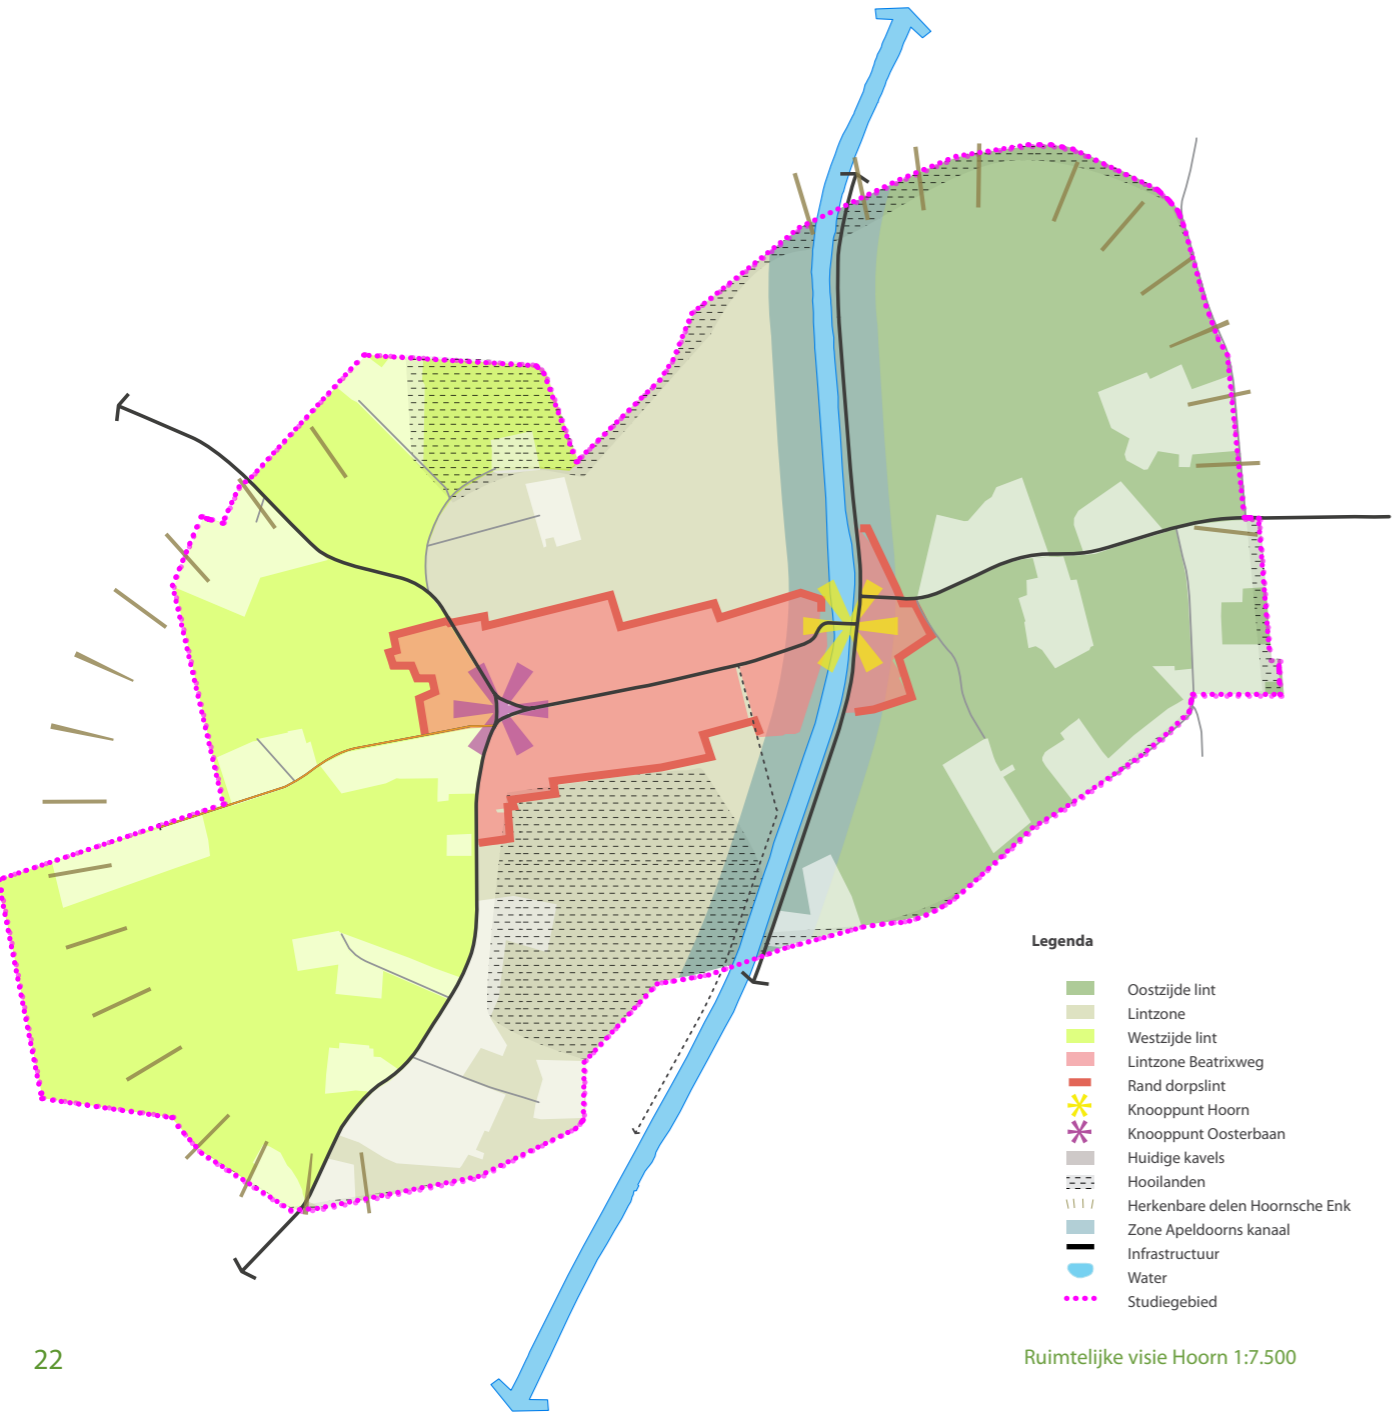 Legenda
Oostzijde lint
Lintzone
Westzijde lint
Lintzone Beatrixweg
Rand dorpslint
Knooppunt Hoorn
Knooppunt Oosterbaan
Huidige kavels
Hooilanden
Herkenbare delen Hoornsche Enk
Zone Apeldoorns kanaal
Infrastructuur
Water
Studiegebied
22
Ruimtelijke visie Hoorn 1:7.500